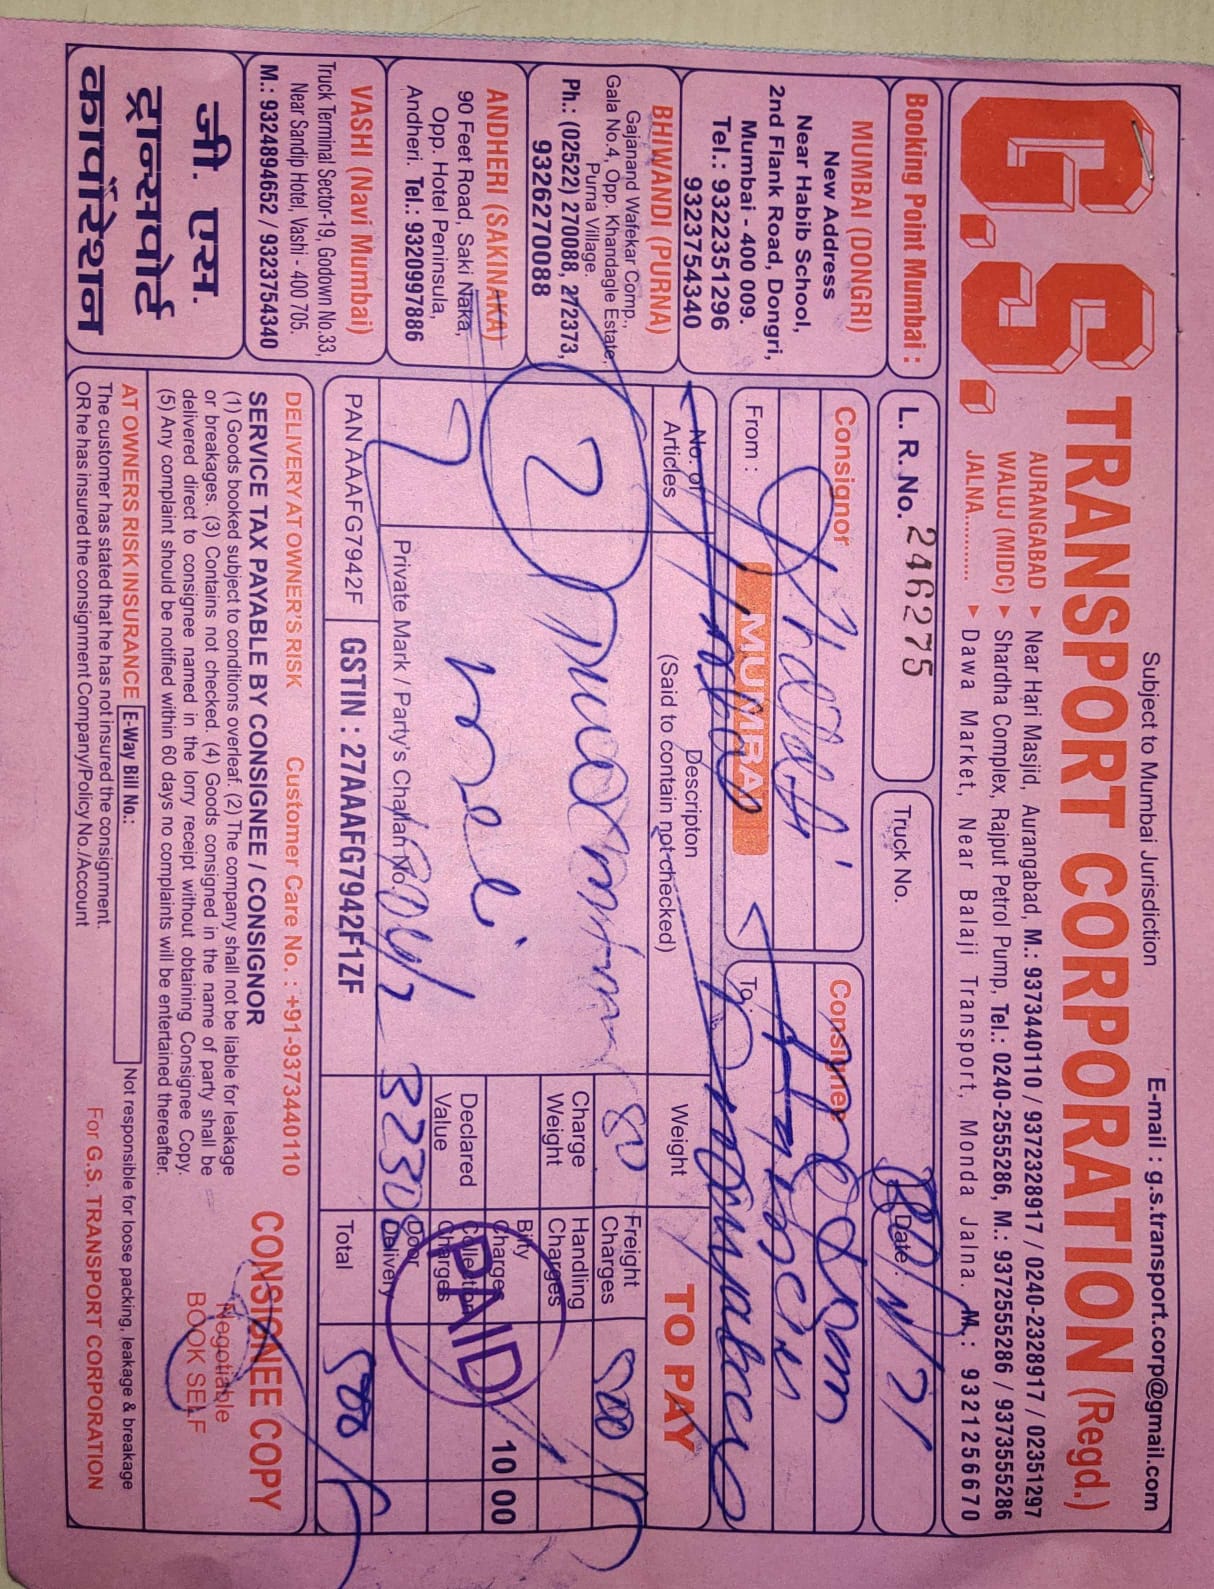 Subject to Mumbai Jurisdiction
E-mail : g.s.transport.corp@gmail.com
G.S. TRANSPORT CORPORATION (Regd.)
AURANGABAD ▸ Near Hari Masjid, Aurangabad, M.: 9373440110 / 9372328917 / 0240-2328917 / 02351297
WALUJ (MIDC) ▸ Shardha Complex, Rajput Petrol Pump, Tel.: 0240-2555286, M.: 9372555286 / 9373555286
JALNA............ ▸ Dawa Market, Near Balaji Transport, Monda Jalna. M.: 9321256670
Booking Point Mumbai :
L. R. No. 246275
Truck No.
Date :
MUMBAI (DONGRI)
New Address
Near Habib School,
2nd Flank Road, Dongri,
Mumbai - 400 009.
Tel.: 9322351296
9323754340
BHIWANDI (PURNA)
Gajanand Wafekar Comp.,
Gala No.4, Opp. Khandagle Estate,
Purna Village.
Ph.: (02522) 270088, 272373,
9326270088
ANDHERI (SAKINAKA)
90 Feet Road, Saki Naka,
Opp. Hotel Peninsula,
Andheri. Tel.: 9320997886
VASHI (Navi Mumbai)
Truck Terminal Sector-19, Godown No.33,
Near Sandip Hotel, Vashi - 400 705.
M.: 9324894652 / 9323754340
जी. एस.
ट्रान्सपोर्ट
कार्पोरेशन
Consignor
Consignee
From :
MUMBAI
To :
No. of Articles
Descripton
(Said to contain not checked)
Weight
TO PAY
2
80
Freight Charges
800
Charge Weight
Handling Charges
Bilty Charges
10 00
Declared Value
Collection Charges
PAID
Private Mark / Party's Challan No.
32308
Door Delivery
PAN AAAFG7942F
GSTIN : 27AAAFG7942F1ZF
Total
DELIVERY AT OWNER'S RISK
Customer Care No. : +91-9373440110
SERVICE TAX PAYABLE BY CONSIGNEE / CONSIGNOR
(1) Goods booked subject to conditions overleaf. (2) The company shall not be liable for leakage
or breakages. (3) Contains not checked. (4) Goods consigned in the name of party shall be
delivered direct to consignee named in the lory receipt without obtaining Consignee Copy.
(5) Any complaint should be notified within 60 days no complaints will be entertained thereafter.
CONSIGNEE COPY
Negotiable
BOOK SELF
AT OWNERS RISK INSURANCE
E-Way Bill No.:
Not responsible for loose packing, leakage & breakage
The customer has stated that he has not insured the consignment.
OR he has insured the consignment Company/Policy No./Account
For G.S. TRANSPORT CORPORATION